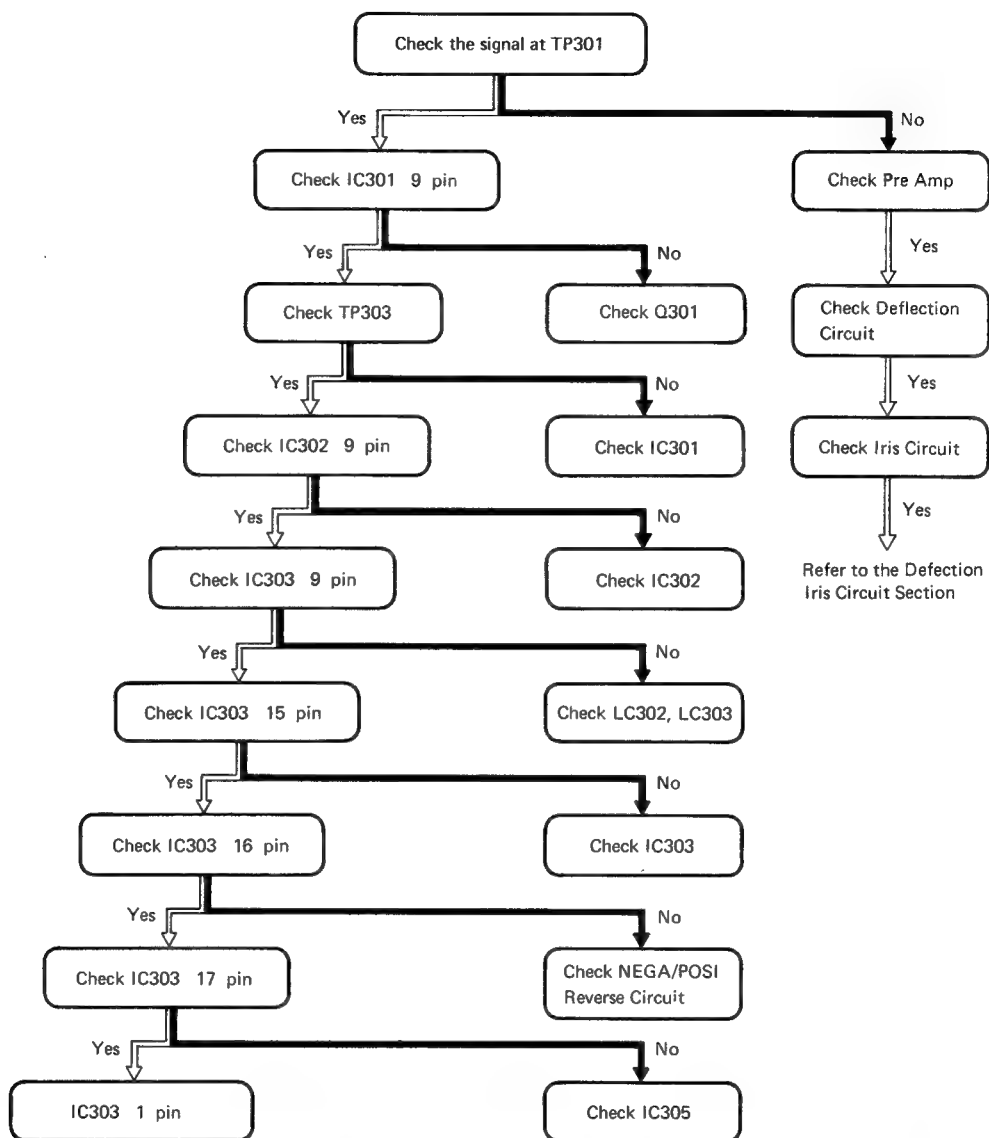 Check the signal at TP301
Yes
No
Check IC301 9 pin
Check Pre Amp
Yes
No
Yes
Check TP303
Check Q301
Check Deflection
Circuit
Yes
No
Yes
Check IC302 9 pin
Check IC301
Check Iris Circuit
Yes
No
Yes
Check IC303 9 pin
Check IC302
Refer to the Defection
Iris Circuit Section
Yes
No
Check IC303 15 pin
Check LC302, LC303
Yes
No
Check IC303 16 pin
Check IC303
Yes
No
Check IC303 17 pin
Check NEGA/POSI
Reverse Circuit
Yes
No
IC303 1 pin
Check IC305